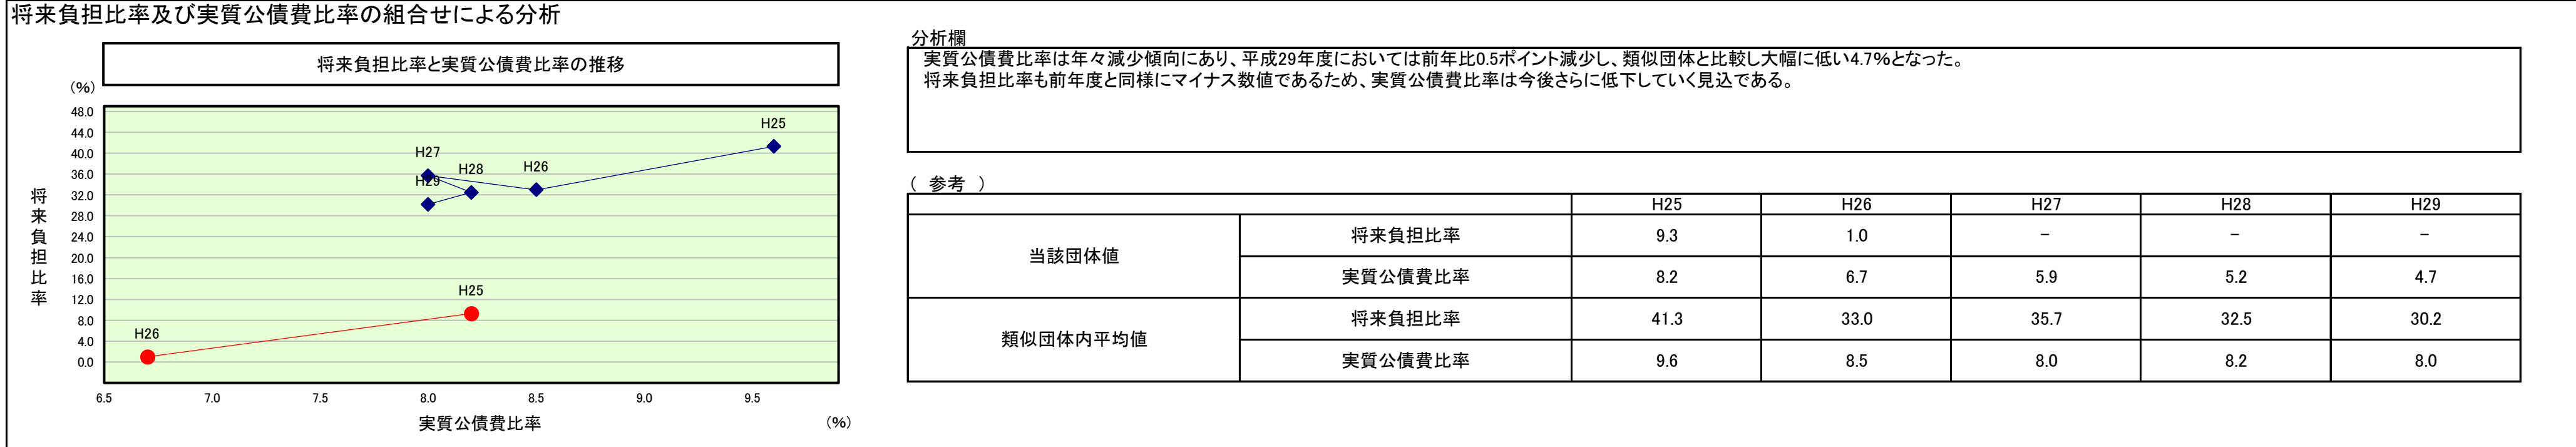 将来負担比率及び実質公債費比率の組合せによる分析
将来負担比率と実質公債費比率の推移
(%)
48.0
44.0
40.0
36.0
32.0
28.0
24.0
20.0
16.0
12.0
8.0
4.0
0.0
将来負担比率
H25
H27
H28
H26
H29
H25
H26
6.5 7.0 7.5 8.0 8.5 9.0 9.5
実質公債費比率
(%)
分析欄
実質公債費比率は年々減少傾向にあり、平成29年度においては前年比0.5ポイント減少し、類似団体と比較し大幅に低い4.7%となった。
将来負担比率も前年度と同様にマイナス数値であるため、実質公債費比率は今後さらに低下していく見込である。
( 参考 )
H25 H26 H27 H28 H29
当該団体値
将来負担比率 9.3 1.0 － － －
実質公債費比率 8.2 6.7 5.9 5.2 4.7
類似団体内平均値
将来負担比率 41.3 33.0 35.7 32.5 30.2
実質公債費比率 9.6 8.5 8.0 8.2 8.0